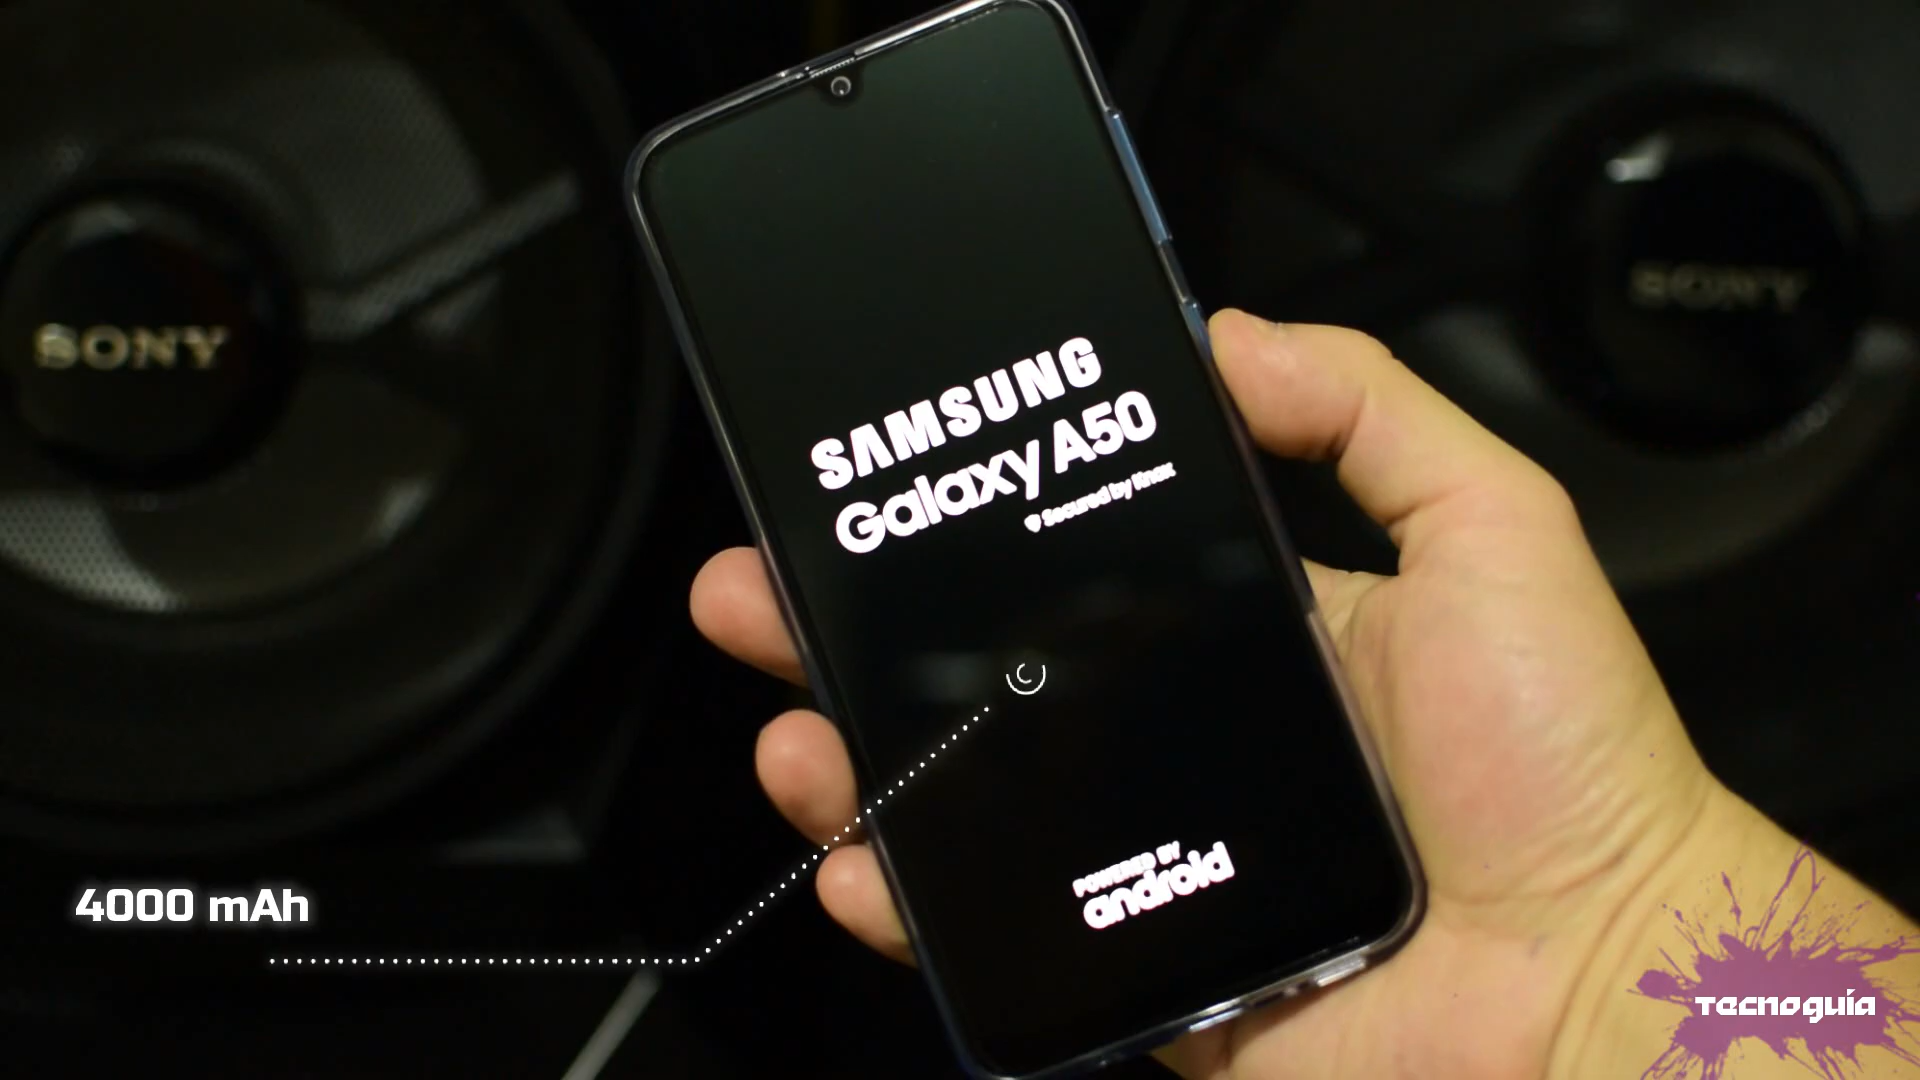 SONY
SONY
SAMSUNG
Galaxy A50
Secured by Knox
POWERED BY
android
4000 mAh
Tecnoguía